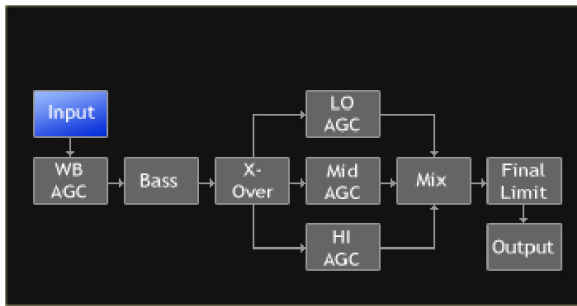 Input
WB
AGC
Bass
X-
Over
LO
AGC
Mid
AGC
HI
AGC
Mix
Final
Limit
Output